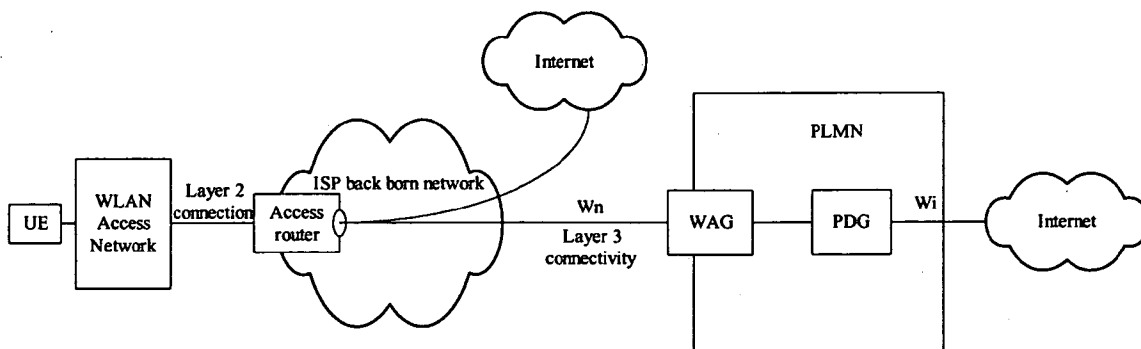 Internet
PLMN
ISP back born network
WLAN
Access
Network
Layer 2
connection
UE
Access
router
Wn
Layer 3
connectivity
WAG
PDG
Wi
Internet